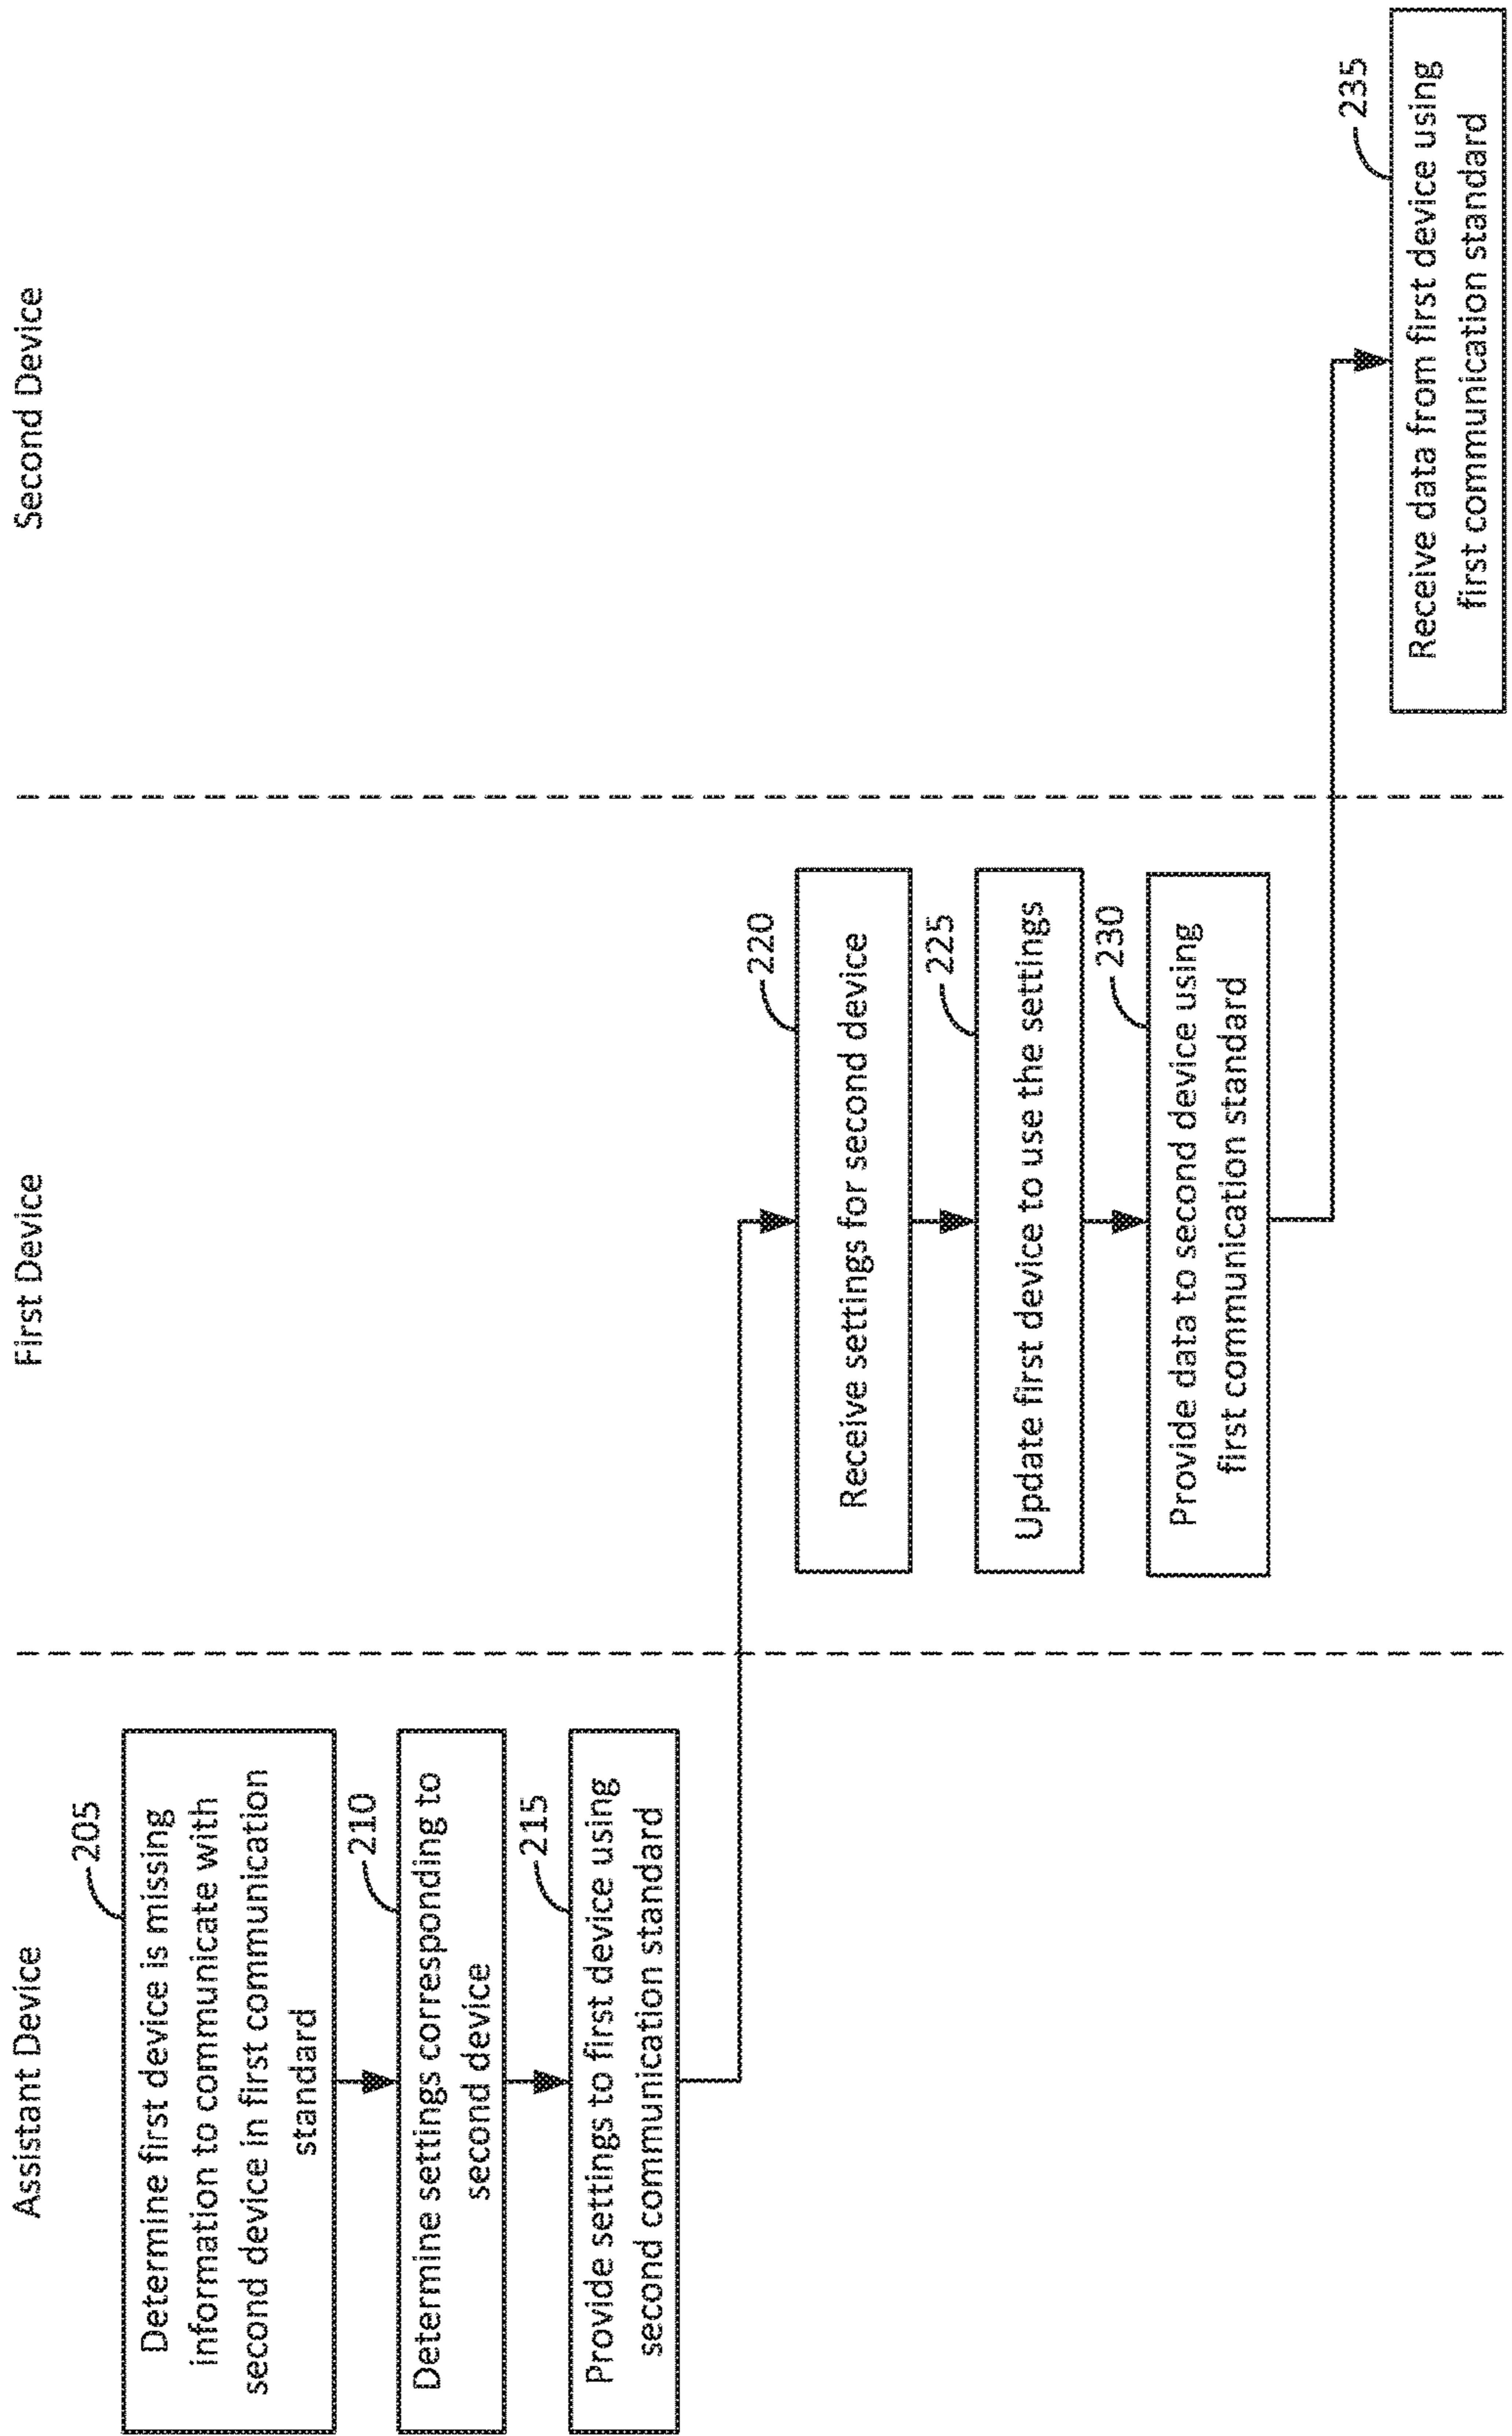 Assistant Device
First Device
Second Device
205
Determine first device is missing
information to communicate with
second device in first communication
standard
210
Determine settings corresponding to
second device
215
Provide settings to first device using
second communication standard
220
Receive settings for second device
225
Update first device to use the settings
230
Provide data to second device using
first communication standard
235
Receive data from first device using
first communication standard